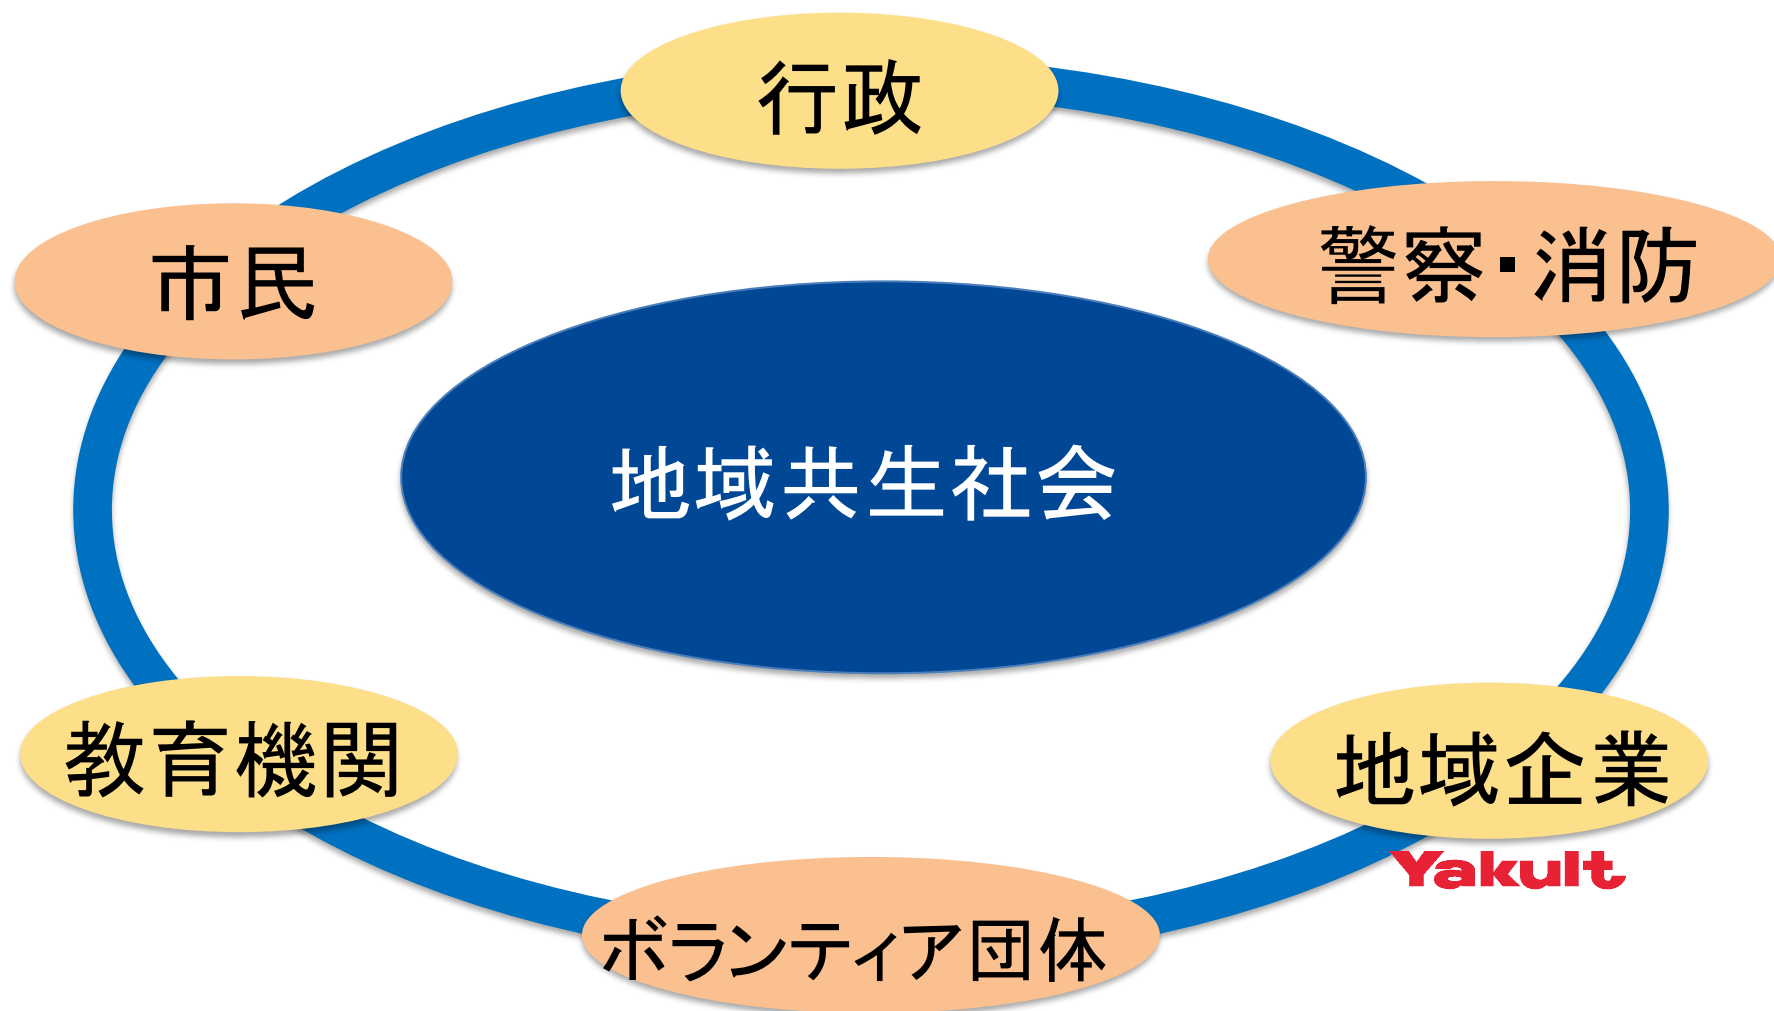 行政
市民
警察・消防
地域共生社会
教育機関
地域企業
Yakult
ボランティア団体